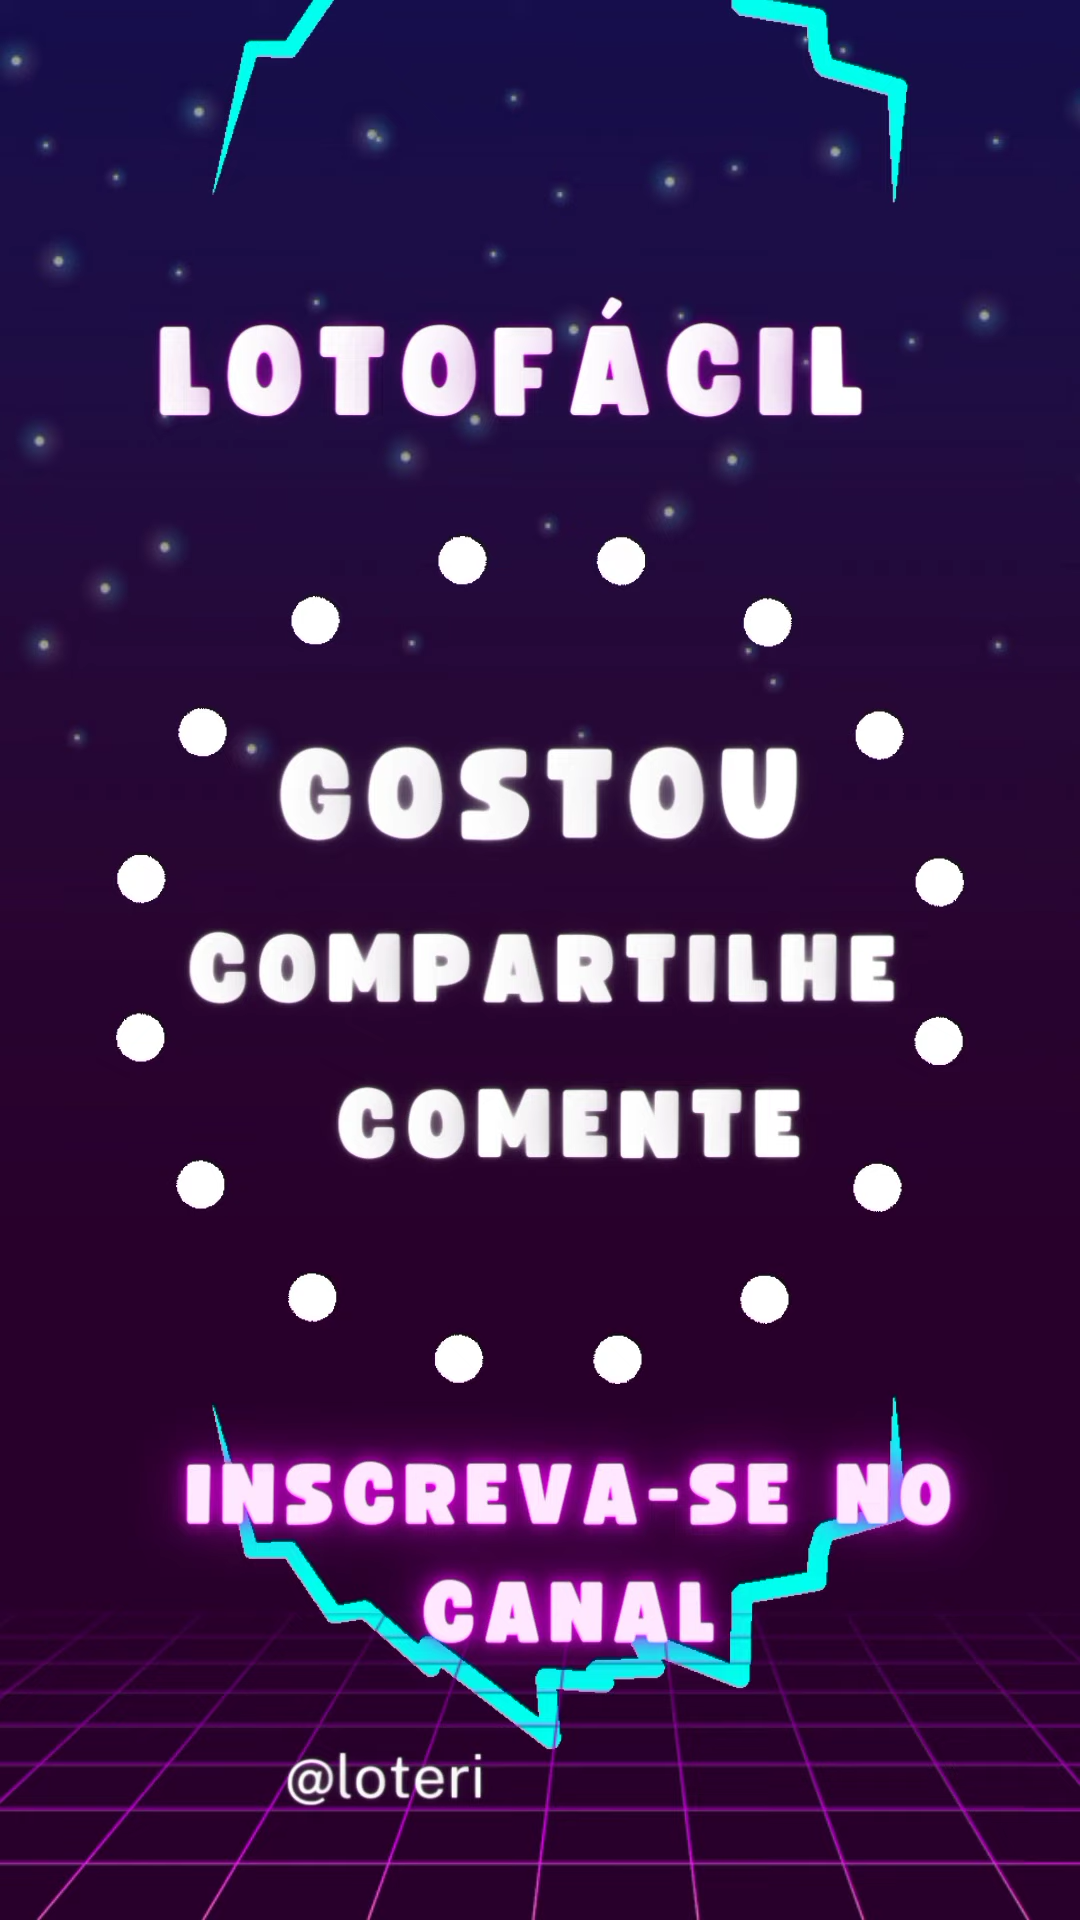 LOTOFÁCIL
GOSTOU
COMPARTILHE
COMENTE
INSCREVA-SE NO
CANAL
@loteri